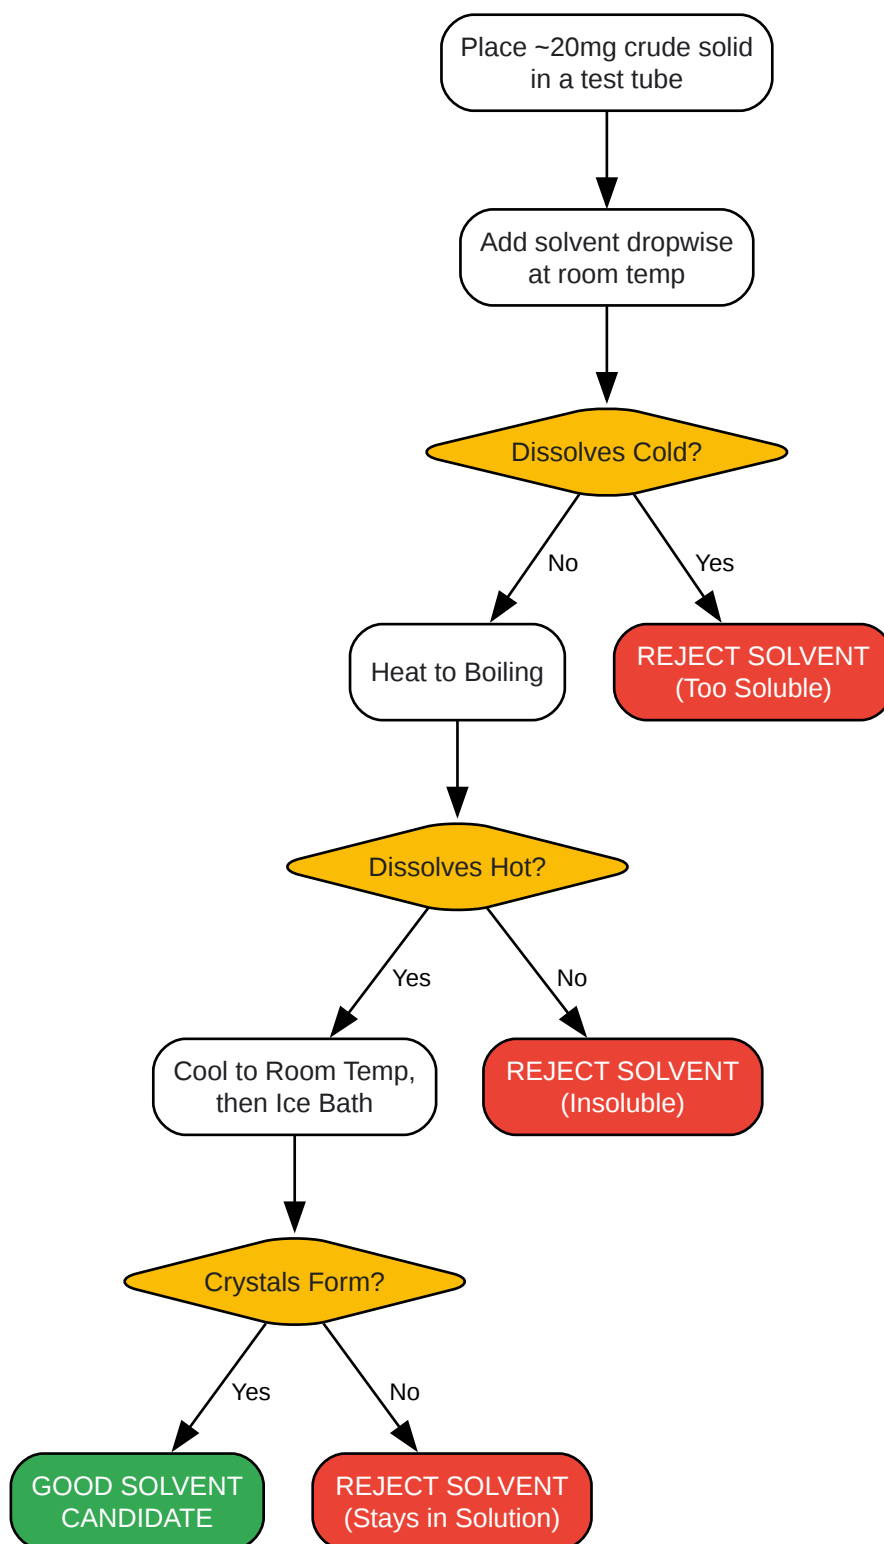 Place ~20mg crude solid
in a test tube
Add solvent dropwise
at room temp
Dissolves Cold?
No
Yes
Heat to Boiling
REJECT SOLVENT
(Too Soluble)
Dissolves Hot?
Yes
No
Cool to Room Temp,
then Ice Bath
REJECT SOLVENT
(Insoluble)
Crystals Form?
Yes
No
GOOD SOLVENT
CANDIDATE
REJECT SOLVENT
(Stays in Solution)